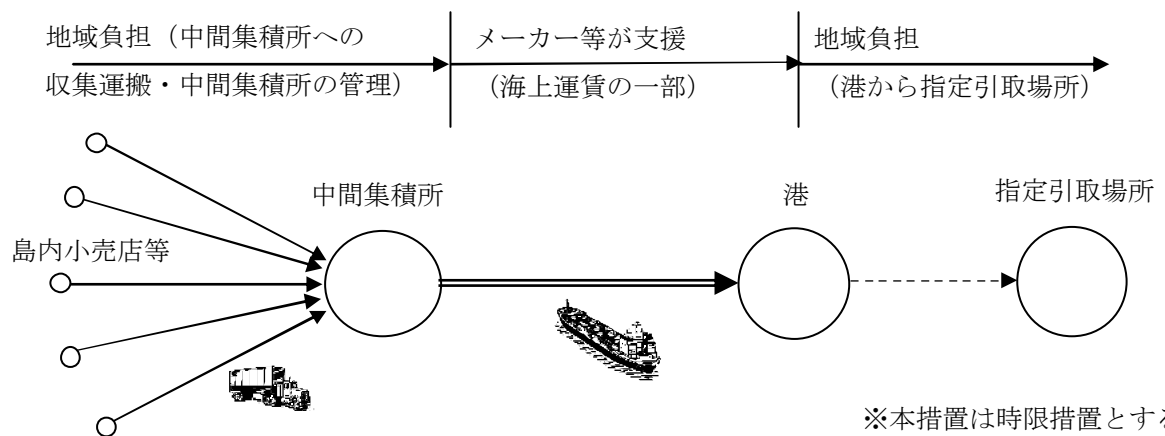 地域負担（中間集積所への
収集運搬・中間集積所の管理）
メーカー等が支援
（海上運賃の一部）
地域負担
（港から指定引取場所）
中間集積所
港
指定引取場所
島内小売店等
※本措置は時限措置とする